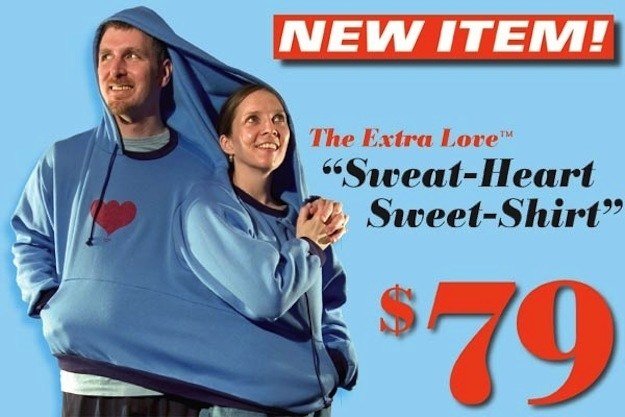 NEW ITEM!
The Extra Love™
“Sweat-Heart
Sweet-Shirt”
$79